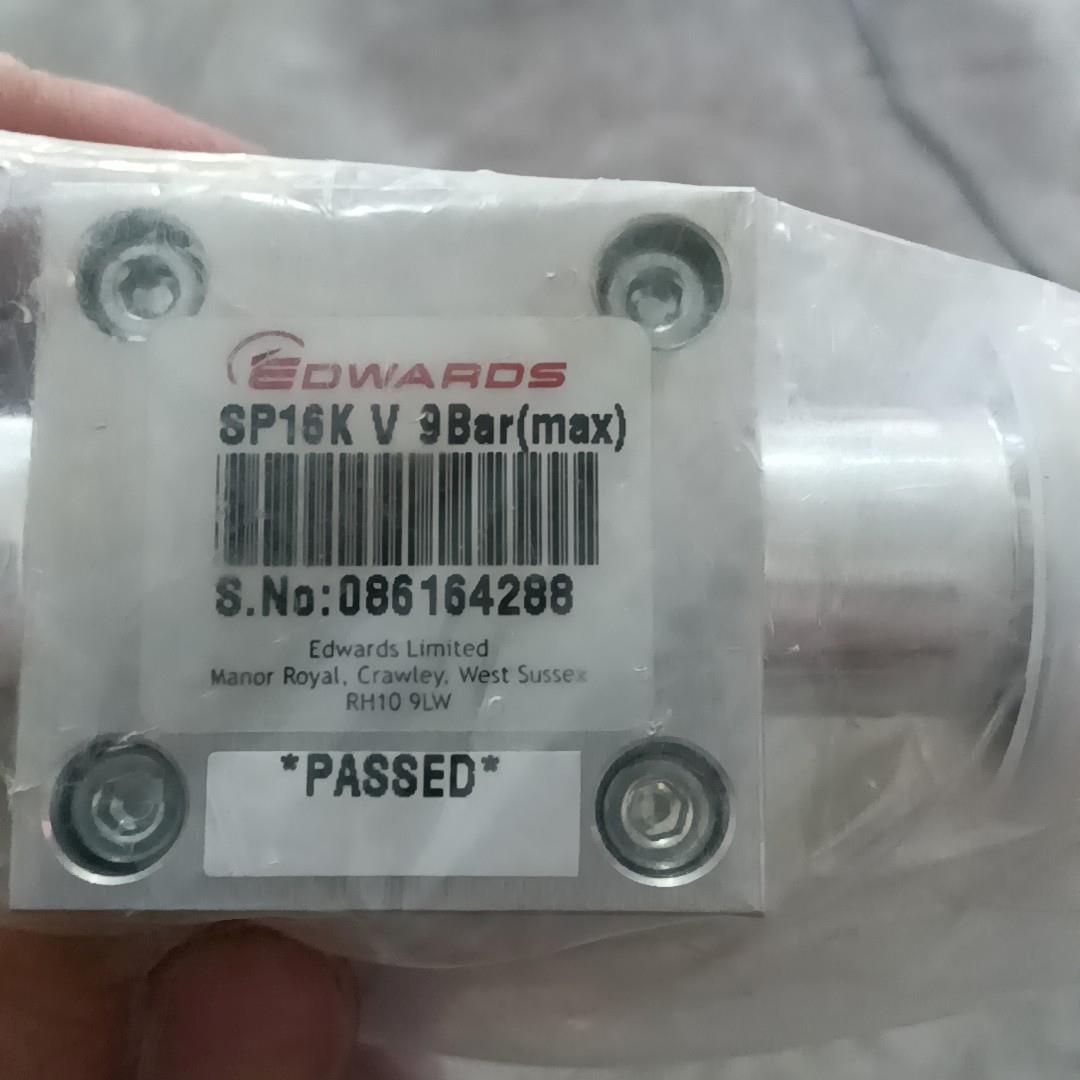 EDWARDS
SP16K V 9Bar(max)
S.No:086164288
Edwards Limited
Manor Royal, Crawley, West Sussex
RH10 9LW
*PASSED*